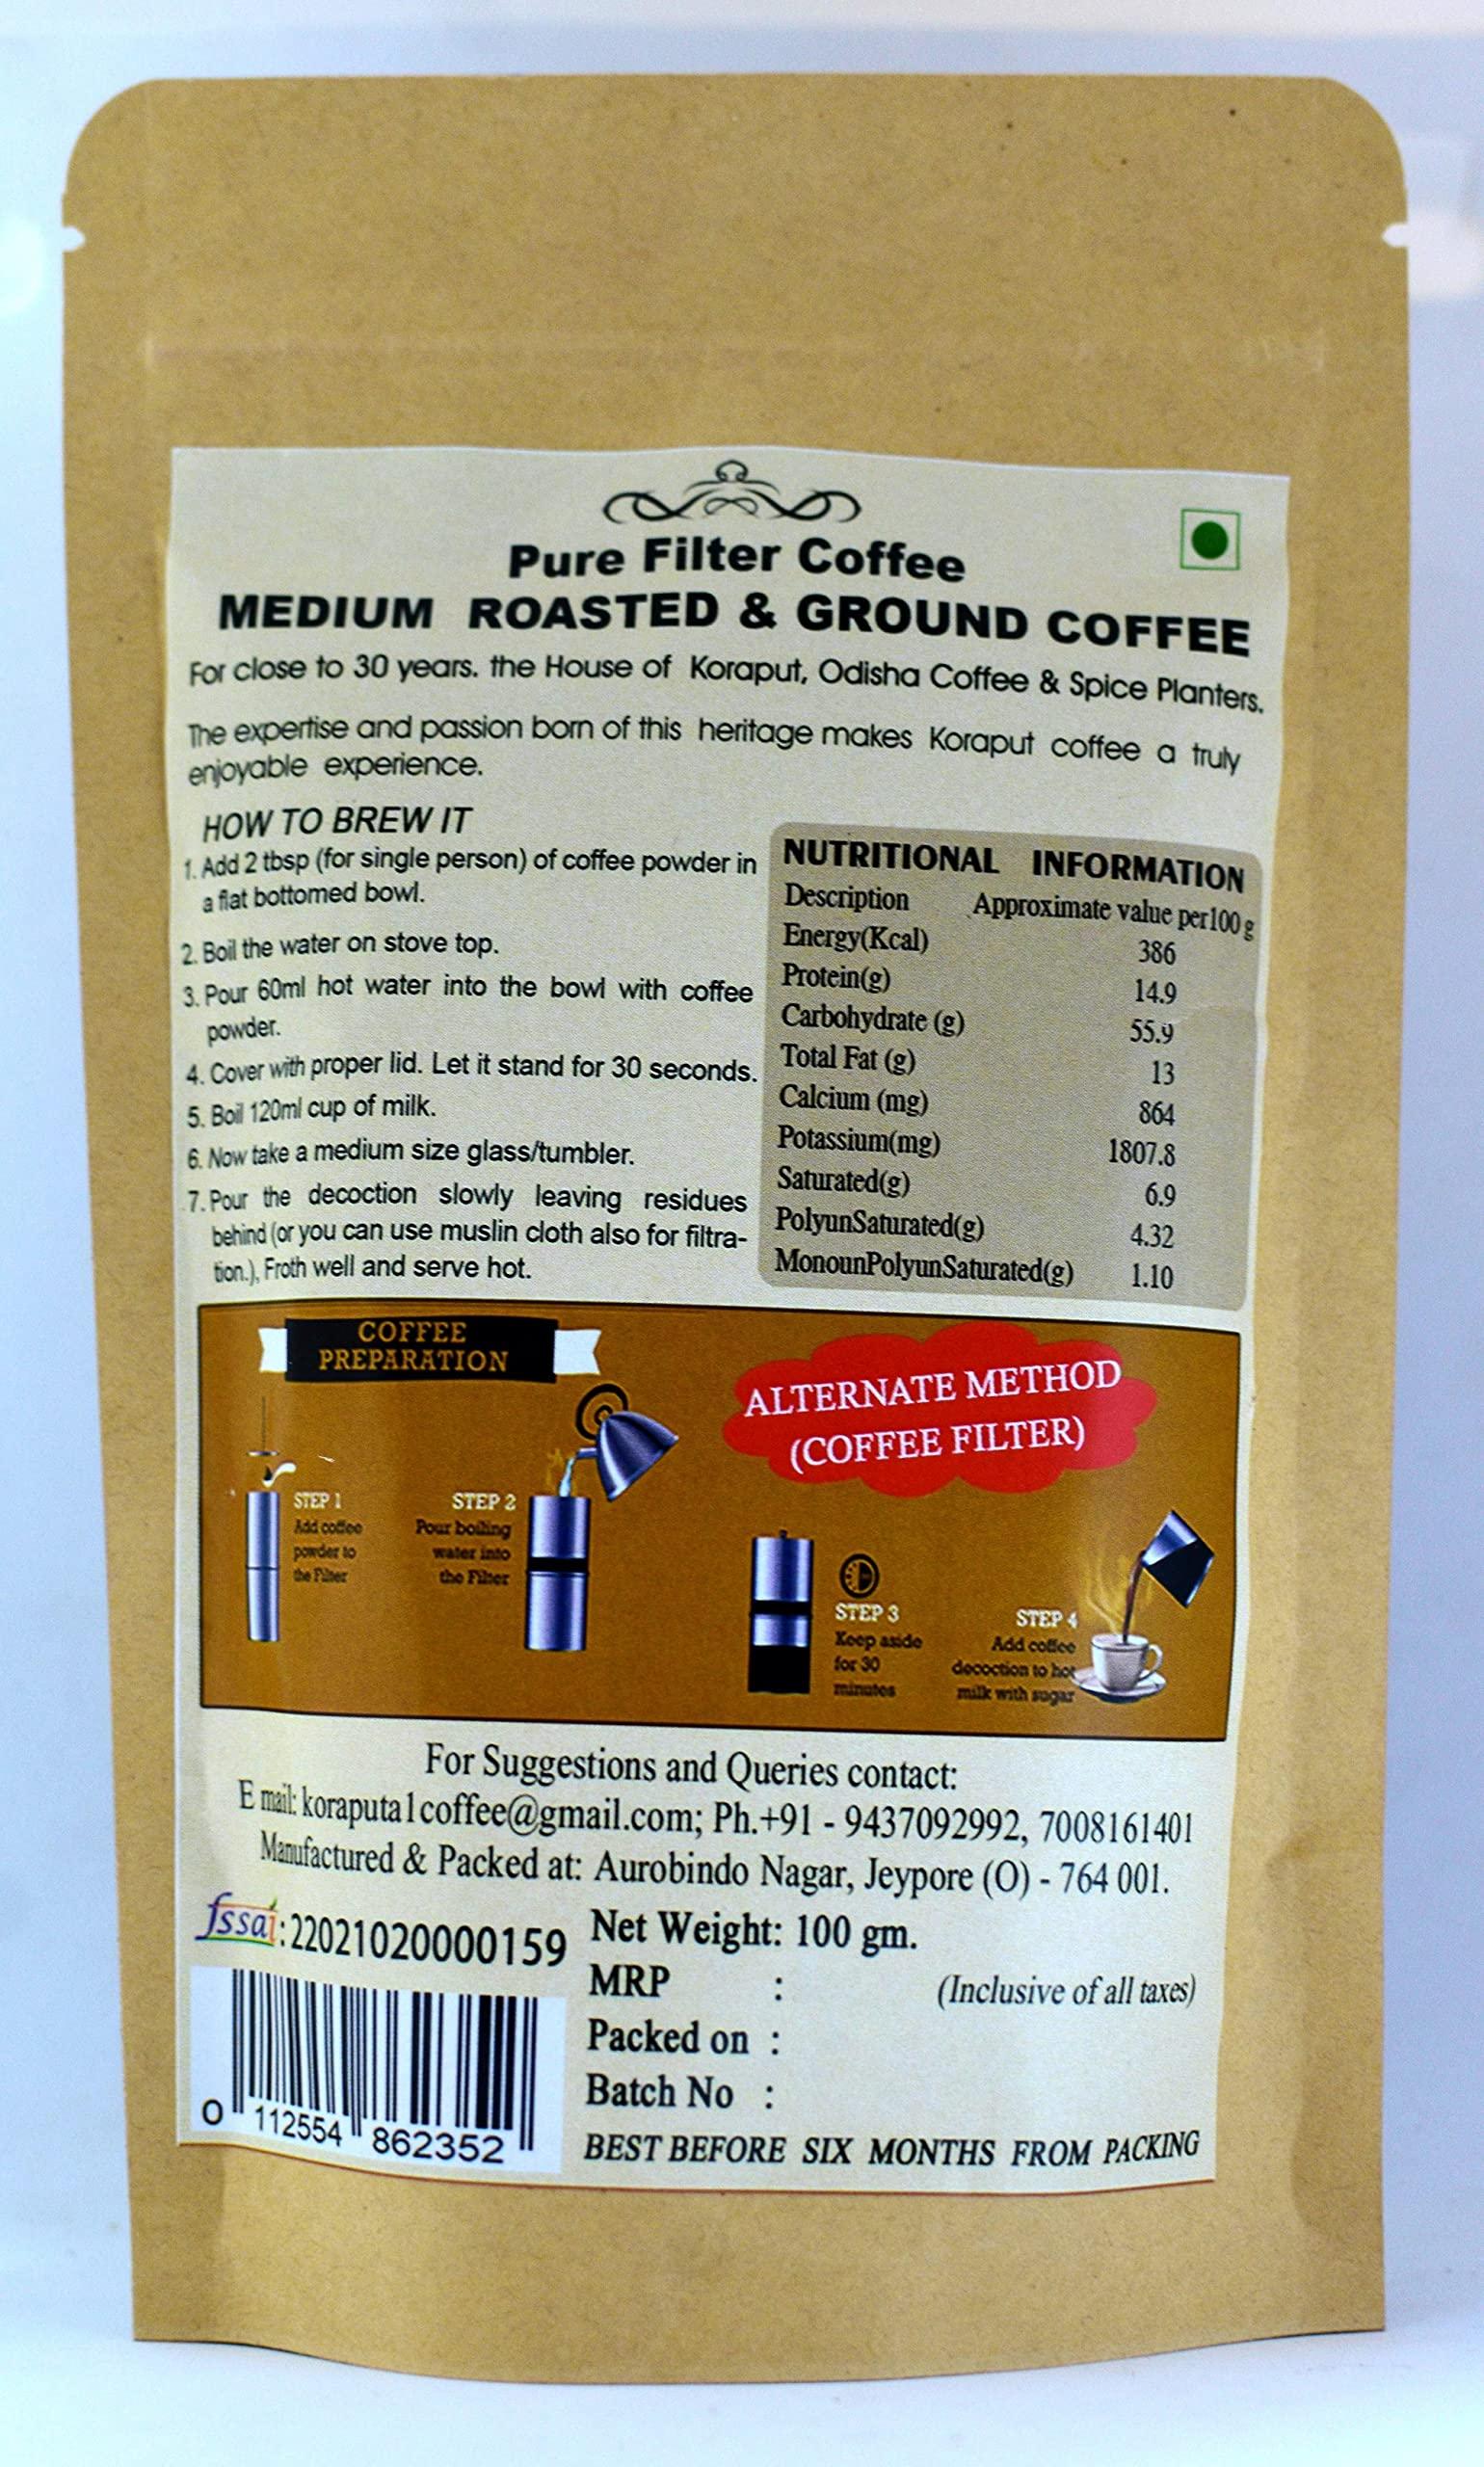 Pure Filter Coffee
MEDIUM ROASTED & GROUND COFFEE
For close to 30 years. the House of Koraput, Odisha Coffee & Spice Planters.
The expertise and passion born of this heritage makes Koraput coffee a truly
enjoyable experience.
HOW TO BREW IT
1. Add 2 tbsp (for single person) of coffee powder in
a flat bottomed bowl.
2. Boil the water on stove top.
3. Pour 60ml hot water into the bowl with coffee
powder.
4. Cover with proper lid. Let it stand for 30 seconds.
5. Boil 120ml cup of milk.
6. Now take a medium size glass/tumbler.
7. Pour the decoction slowly leaving residues
behind (or you can use muslin cloth also for filtra-
tion.), Froth well and serve hot.
NUTRITIONAL INFORMATION
Description Approximate value per100 g
Energy(Kcal) 386
Protein(g) 14.9
Carbohydrate (g) 55.9
Total Fat (g) 13
Calcium (mg) 864
Potassium(mg) 1807.8
Saturated(g) 6.9
PolyunSaturated(g) 4.32
MonounPolyunSaturated(g) 1.10
COFFEE
PREPARATION
ALTERNATE METHOD
(COFFEE FILTER)
STEP 1
Add coffee
powder to
the Filter
STEP 2
Pour boiling
water into
the Filter
STEP 3
Keep aside
for 30
minutes
STEP 4
Add coffee
decoction to hot
milk with sugar
For Suggestions and Queries contact:
E mail: koraputa1coffee@gmail.com; Ph.+91 - 9437092992, 7008161401
Manufactured & Packed at: Aurobindo Nagar, Jeypore (O) - 764 001.
fssai: 22021020000159
Net Weight: 100 gm.
MRP : (Inclusive of all taxes)
Packed on :
Batch No :
BEST BEFORE SIX MONTHS FROM PACKING
0 112554 862352